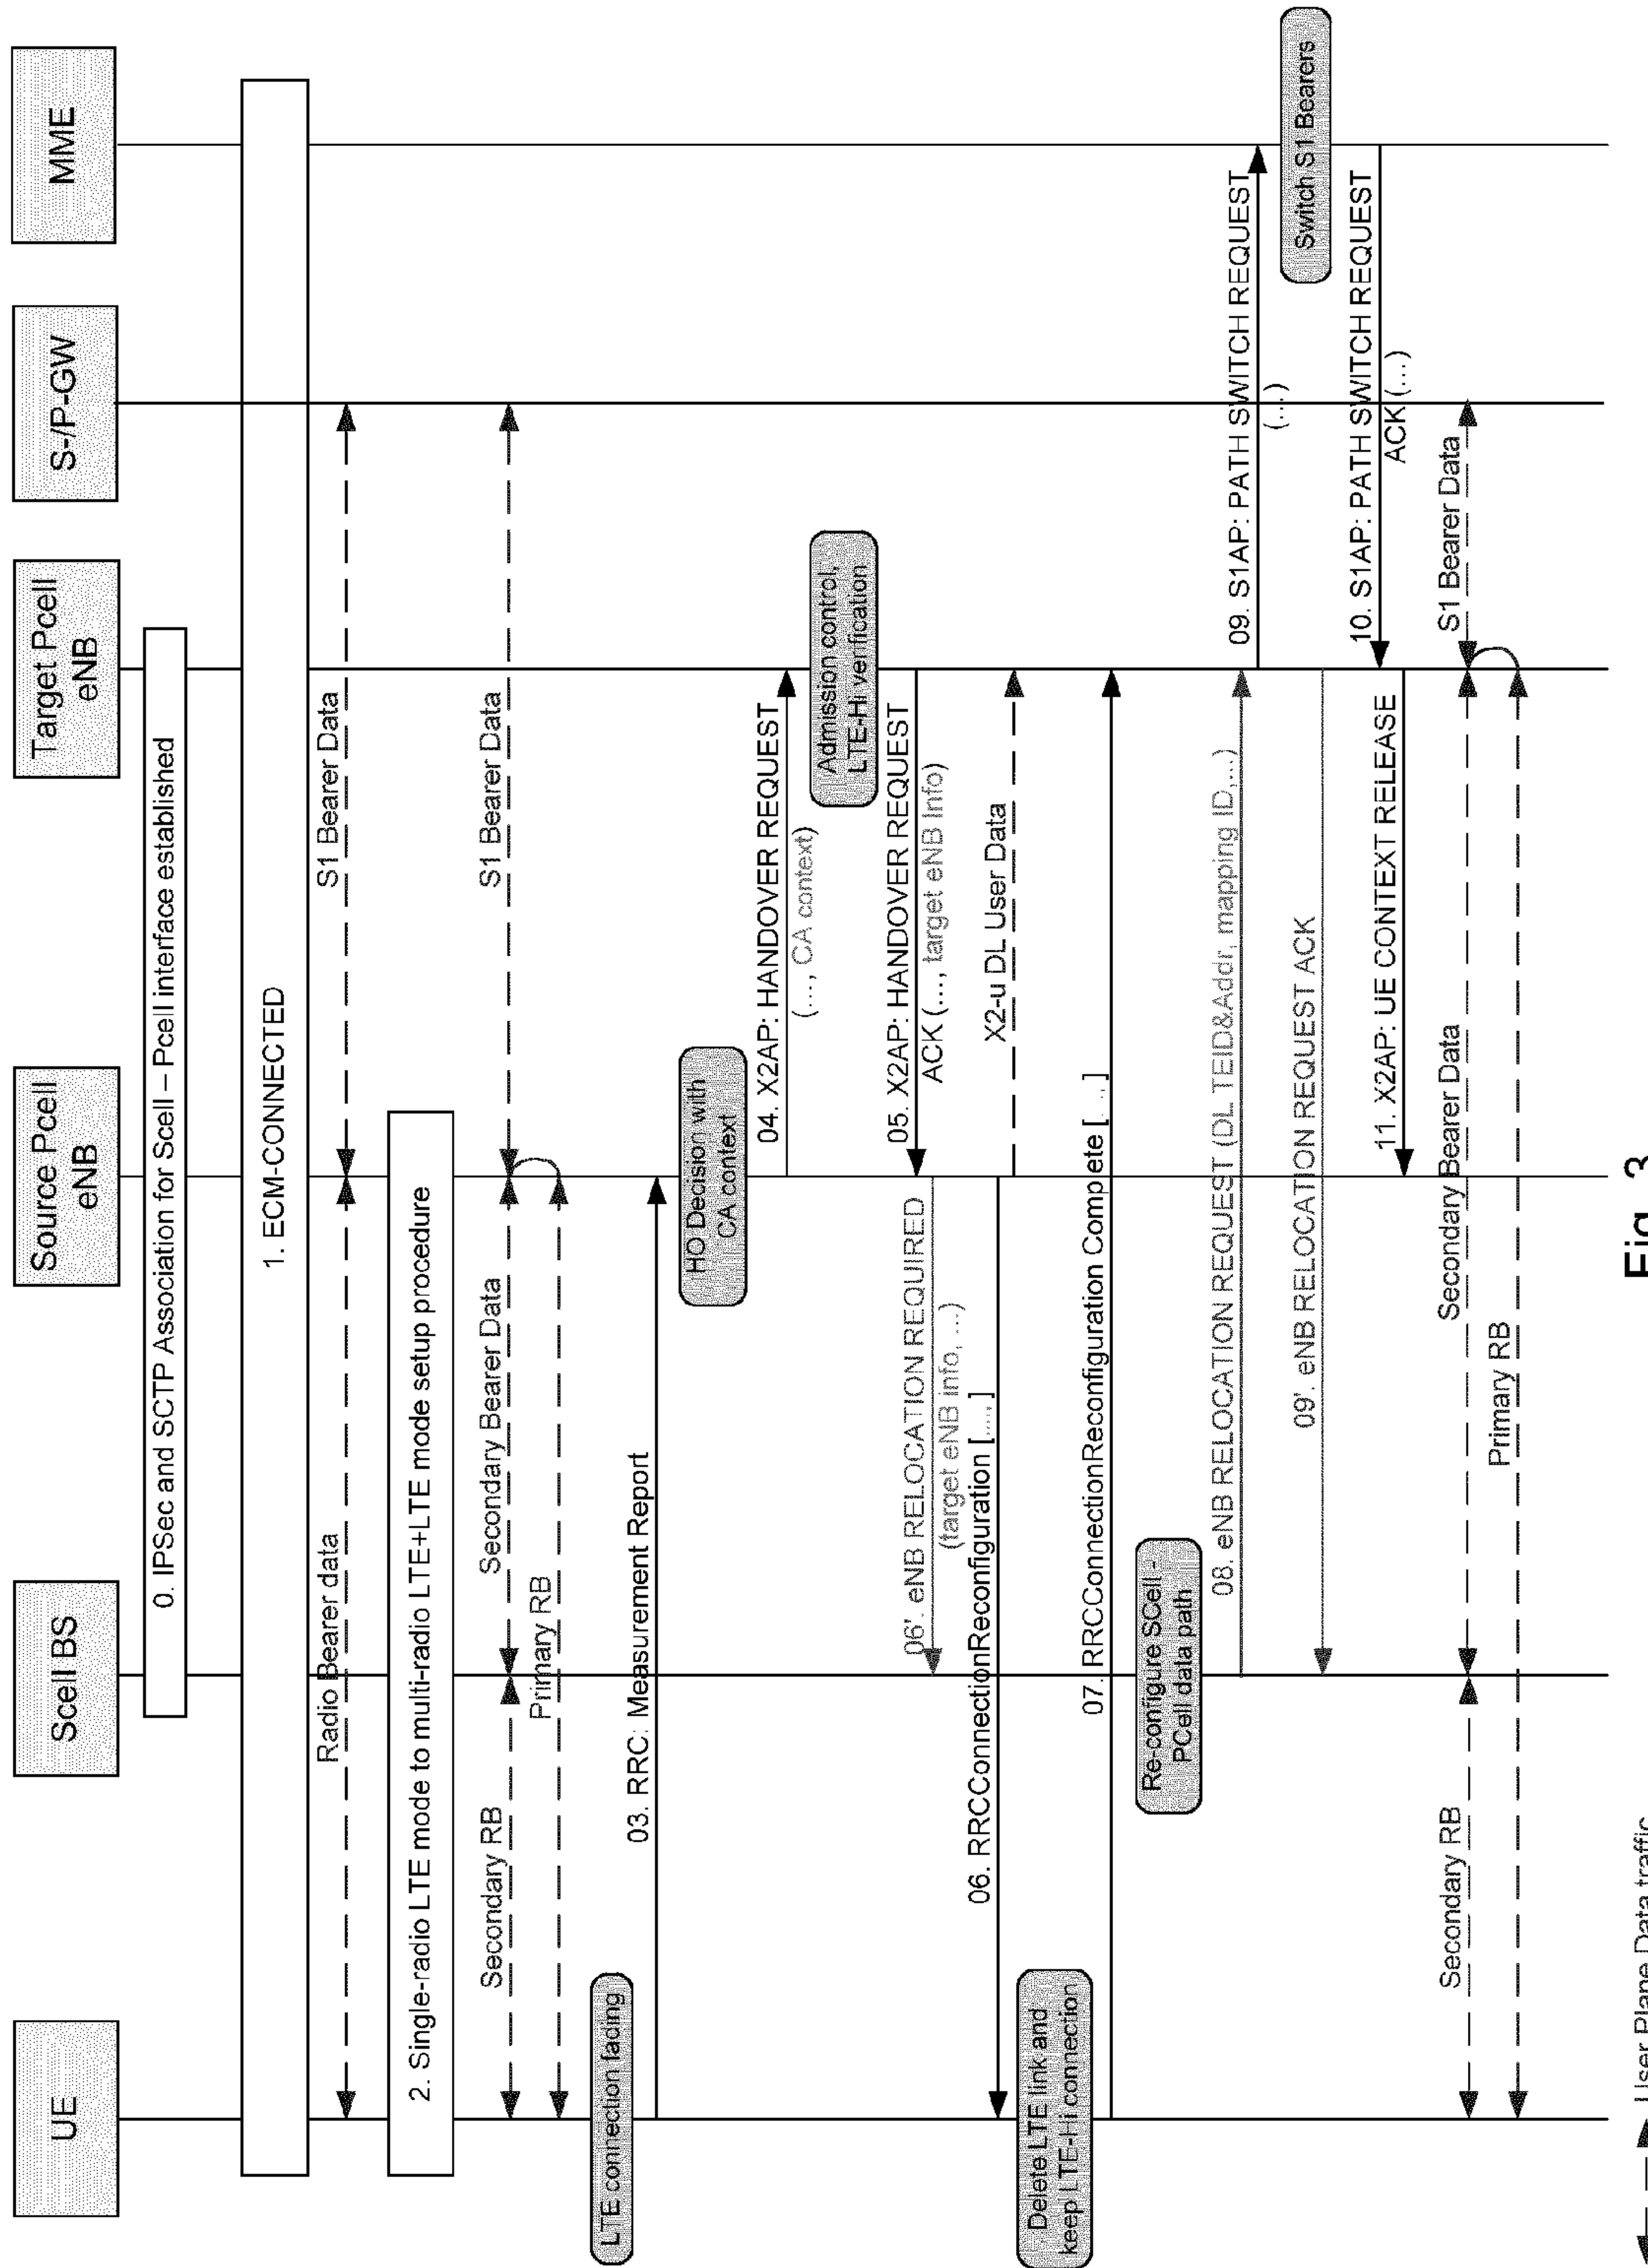 UE
Scell BS
Source Pcell
eNB
Target Pcell
eNB
S-/P-GW
MME
0. IPSec and SCTP Association for Scell – Pcell interface established
1. ECM-CONNECTED
Radio Bearer data
S1 Bearer Data
2. Single-radio LTE mode to multi-radio LTE+LTE mode setup procedure
Secondary RB
Secondary Bearer Data
S1 Bearer Data
Primary RB
LTE connection fading
03. RRC: Measurement Report
HO Decision with
CA context
04. X2AP: HANDOVER REQUEST
(..., CA context)
Admission control,
LTE-Hi verification
05. X2AP: HANDOVER REQUEST
ACK (..., target eNB Info)
06'. eNB RELOCATION REQUIRED
(target eNB info, ...)
06. RRCConnectionReconfiguration [.....]
X2-u DL User Data
Delete LTE link and
keep LTE-Hi connection
07. RRCConnectionReconfiguration Complete [.....]
Re-configure SCell -
PCell data path
08. eNB RELOCATION REQUEST (DL TEID&Addr, mapping ID,...)
09. S1AP: PATH SWITCH REQUEST
(....)
09'. eNB RELOCATION REQUEST ACK
Switch S1 Bearers
10. S1AP: PATH SWITCH REQUEST
ACK (....)
11. X2AP: UE CONTEXT RELEASE
Secondary RB
Secondary Bearer Data
S1 Bearer Data
Primary RB
User Plane Data traffic
Fig. 3